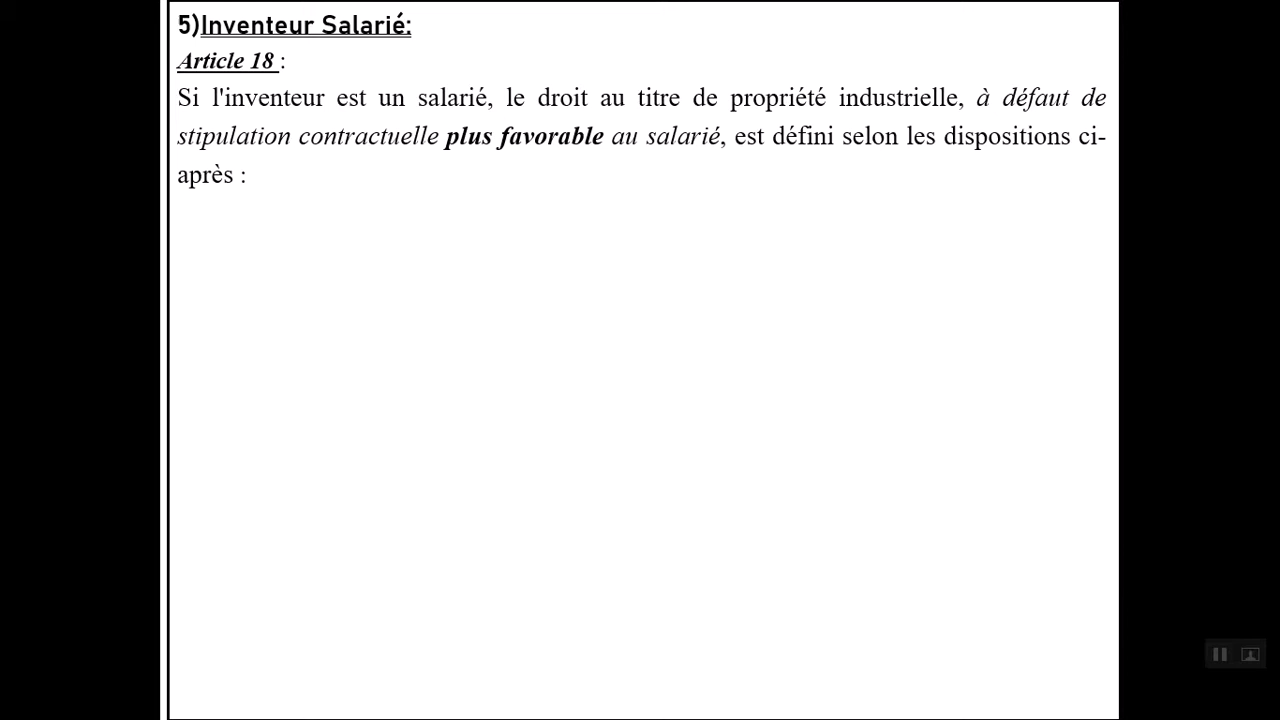 5)Inventeur Salarié:
Article 18 :
Si l'inventeur est un salarié, le droit au titre de propriété industrielle, à défaut de
stipulation contractuelle plus favorable au salarié, est défini selon les dispositions ci-
après :